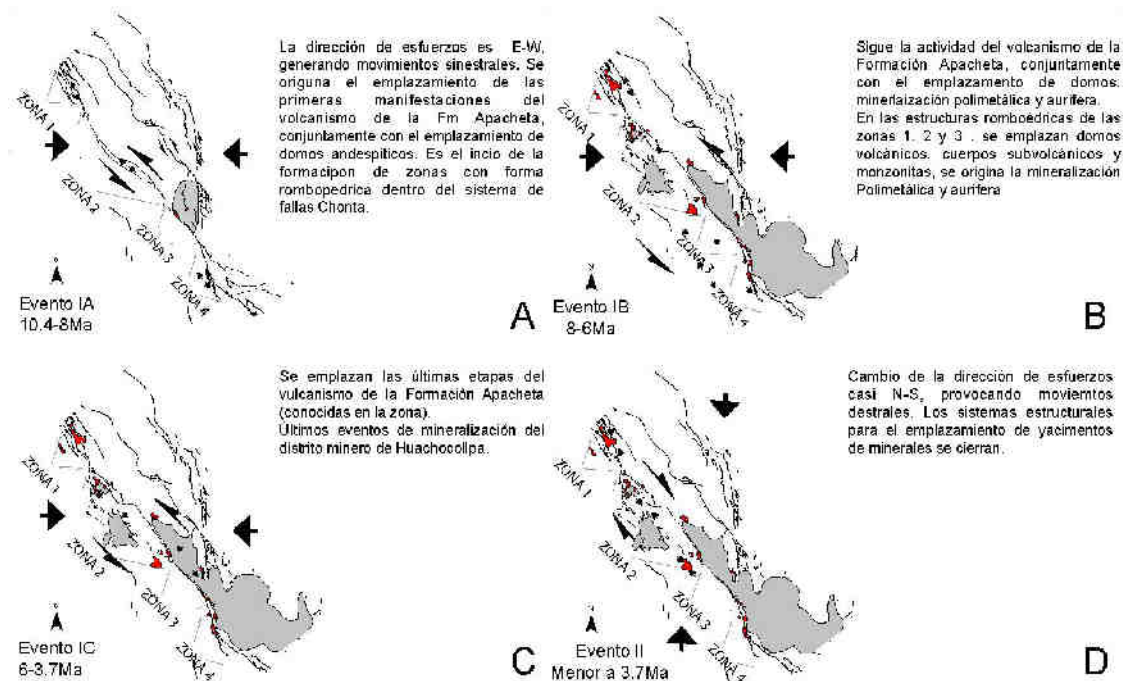 La dirección de esfuerzos es E-W,
generando movimientos sinestrales. Se
origuna el emplazamiento de las
primeras manifestaciones del
volcanismo de la Fm Apacheta,
conjuntamente con el emplazamiento de
domos andespíticos. Es el incio de la
formacipon de zonas con forma
rombopedrica dentro del sistema de
fallas Chonta.
ZONA 1
ZONA 2
ZONA 3
ZONA 4
Evento IA
10.4-8Ma
A
Sigue la actividad del volcanismo de la
Formación Apacheta, conjuntamente
con el emplazamento de domos,
minerlaización polimetálica y aurífera.
En las estructuras romboédricas de las
zonas 1, 2 y 3 , se emplazan domos
volcánicos, cuerpos subvolcánicos y
monzonitas, se origina la mineralización
Polimetálica y aurífera
ZONA 1
ZONA 2
ZONA 3
ZONA 4
N
Evento IB
8-6Ma
B
Se emplazan las últimas etapas del
vulcanismo de la Formación Apacheta
(conocidas en la zona).
Últimos eventos de mineralización del
distrito minero de Huachocolpa.
ZONA 1
ZONA 2
ZONA 3
ZONA 4
Evento IC
6-3.7Ma
C
Cambio de la dirección de esfuerzos
casi N-S, provocando moviemtos
destrales. Los sistemas estructurales
para el emplazamiento de yacimentos
de minerales se cierran.
ZONA 1
ZONA 2
ZONA 3
ZONA 4
N
Evento II
Menor a 3.7Ma
D